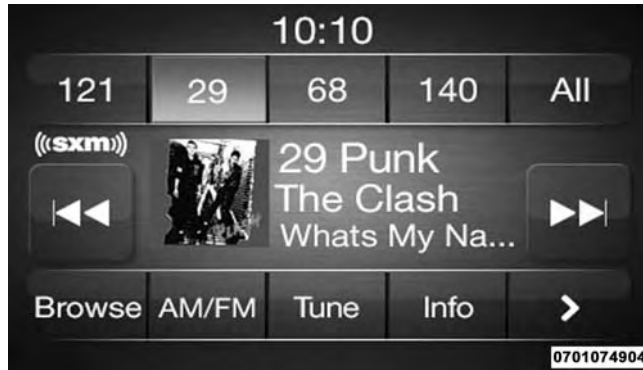 10:10
121 29 68 140 All
((sxm))
29 Punk
The Clash
Whats My Na...
Browse AM/FM Tune Info >
0701074904